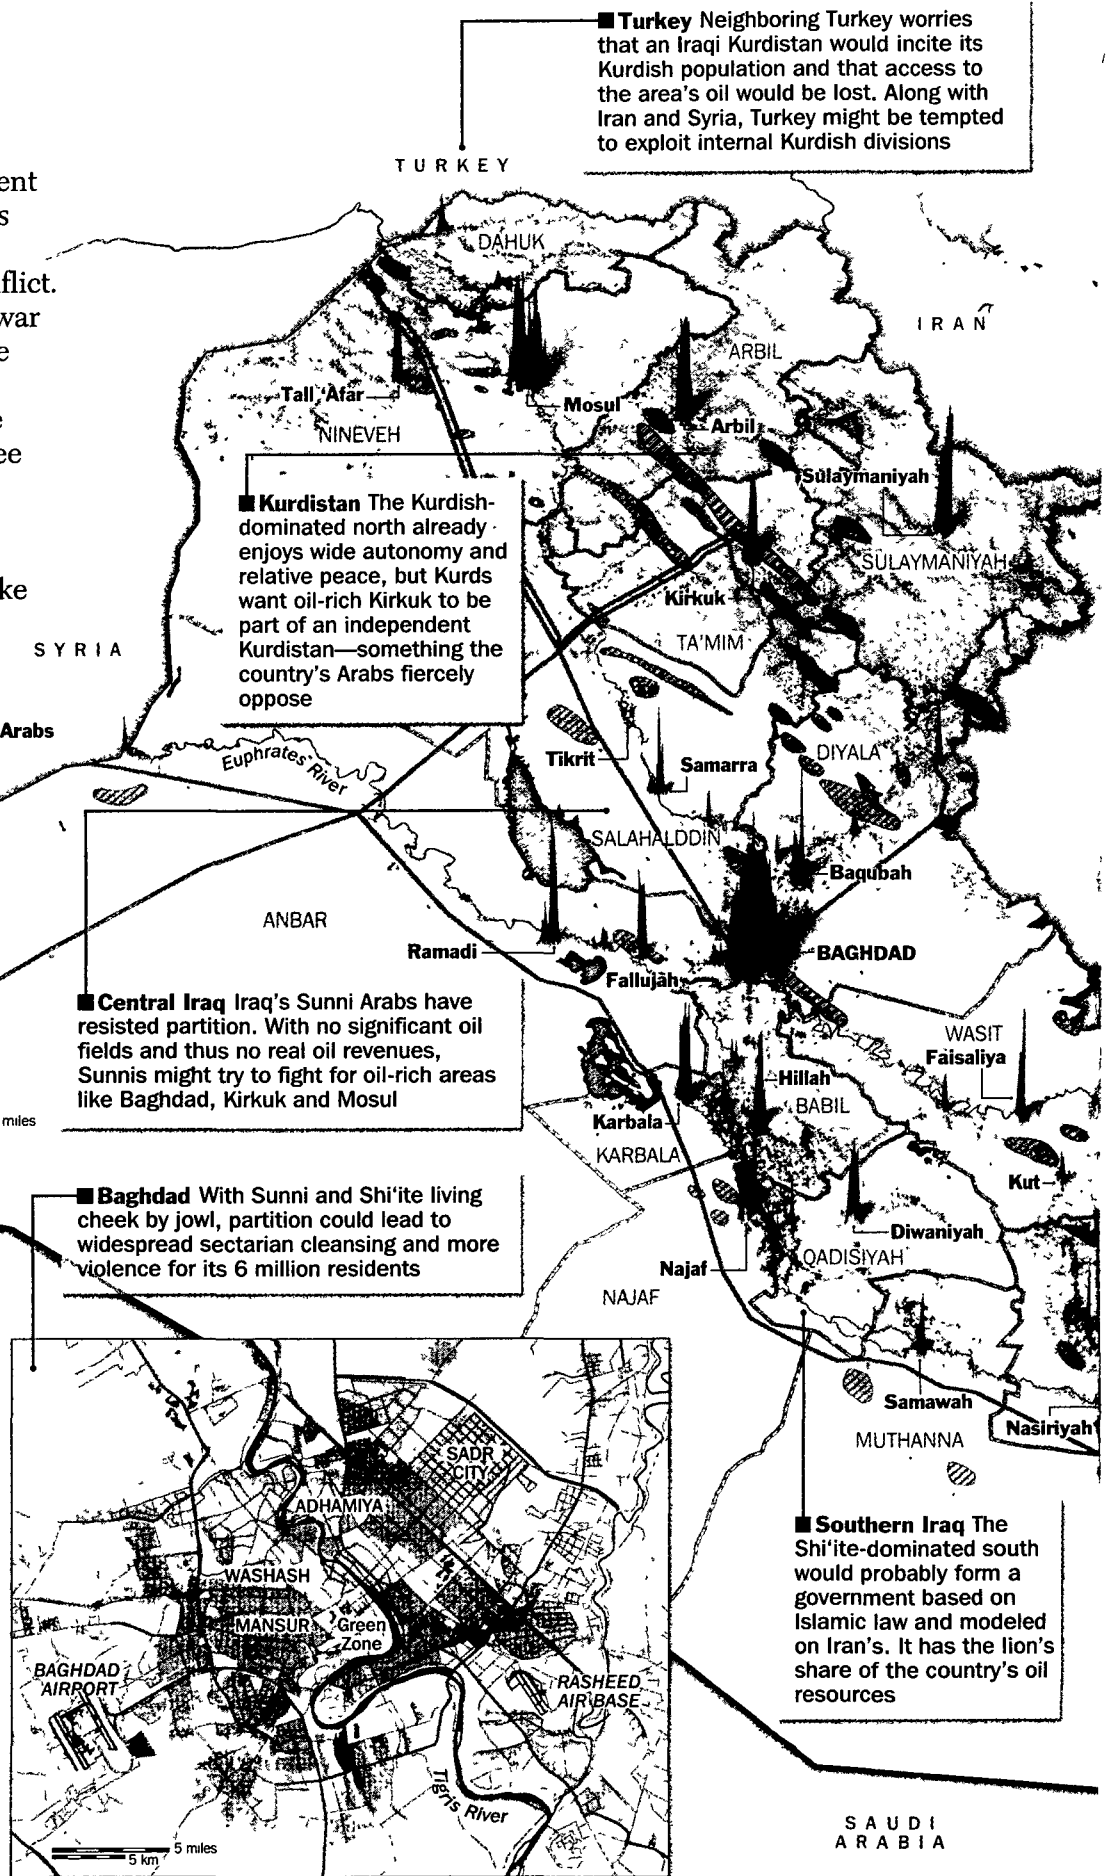 ■ Turkey Neighboring Turkey worries
that an Iraqi Kurdistan would incite its
Kurdish population and that access to
the area's oil would be lost. Along with
Iran and Syria, Turkey might be tempted
to exploit internal Kurdish divisions
TURKEY
ent
s
flict.
war
e
e
ee
ke
Arabs
miles
DAHUK
IRAN
ARBIL
Tall 'Afar
Mosul
NINEVEH
Arbil
Sulaymaniyah
■ Kurdistan The Kurdish-
dominated north already
enjoys wide autonomy and
relative peace, but Kurds
want oil-rich Kirkuk to be
part of an independent
Kurdistan—something the
country's Arabs fiercely
oppose
SULAYMANIYAH
Kirkuk
TA'MIM
SYRIA
Euphrates River
Tikrit
DIYALA
Samarra
SALAHALDDIN
Baqubah
ANBAR
Ramadi
BAGHDAD
Fallujah
■ Central Iraq Iraq's Sunni Arabs have
resisted partition. With no significant oil
fields and thus no real oil revenues,
Sunnis might try to fight for oil-rich areas
like Baghdad, Kirkuk and Mosul
WASIT
Faisaliya
Hillah
BABIL
Karbala
KARBALA
Kut
■ Baghdad With Sunni and Shi'ite living
cheek by jowl, partition could lead to
widespread sectarian cleansing and more
violence for its 6 million residents
Diwaniyah
QADISIYAH
Najaf
NAJAF
Samawah
Nasiriyah
MUTHANNA
SADR
CITY
ADHAMIYA
WASHASH
MANSUR
Green
Zone
BAGHDAD
AIRPORT
RASHEED
AIR BASE
Tigris River
5 miles
5 km
■ Southern Iraq The
Shi'ite-dominated south
would probably form a
government based on
Islamic law and modeled
on Iran's. It has the lion's
share of the country's oil
resources
SAUDI
ARABIA